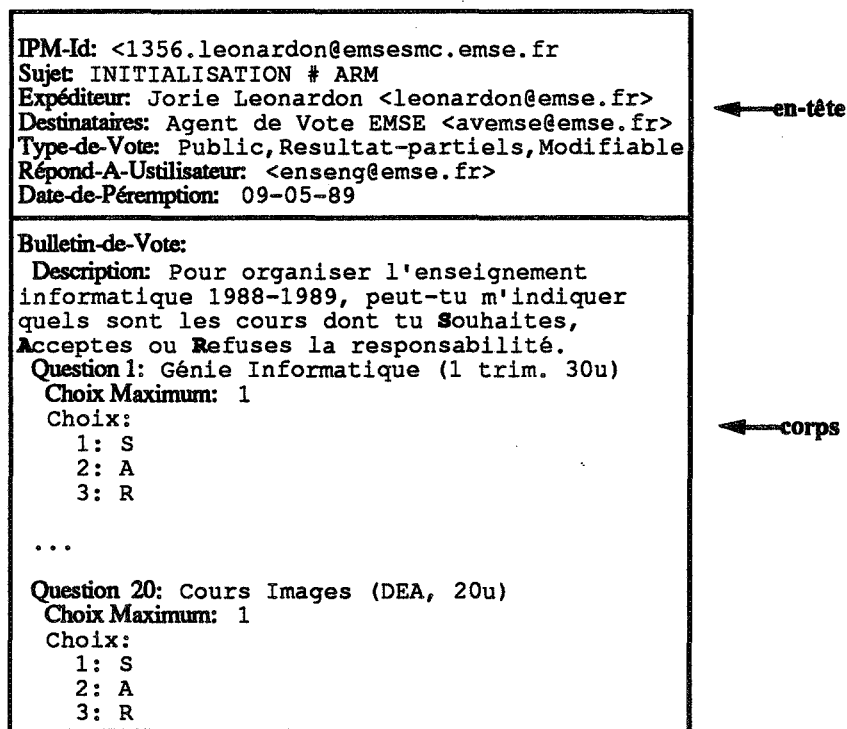 IPM-Id: <1356.leonardon@emsesmc.emse.fr
Sujet: INITIALISATION # ARM
Expéditeur: Jorie Leonardon <leonardon@emse.fr>
Destinataires: Agent de Vote EMSE <avemse@emse.fr>
Type-de-Vote: Public,Resultat-partiels,Modifiable
Répond-A-Ustilisateur: <enseng@emse.fr>
Date-de-Péremption: 09-05-89
en-tête
Bulletin-de-Vote:
Description: Pour organiser l'enseignement
informatique 1988-1989, peut-tu m'indiquer
quels sont les cours dont tu Souhaites,
Acceptes ou Refuses la responsabilité.
Question 1: Génie Informatique (1 trim. 30u)
Choix Maximum: 1
Choix:
1: S
2: A
3: R
...
Question 20: Cours Images (DEA, 20u)
Choix Maximum: 1
Choix:
1: S
2: A
3: R
corps